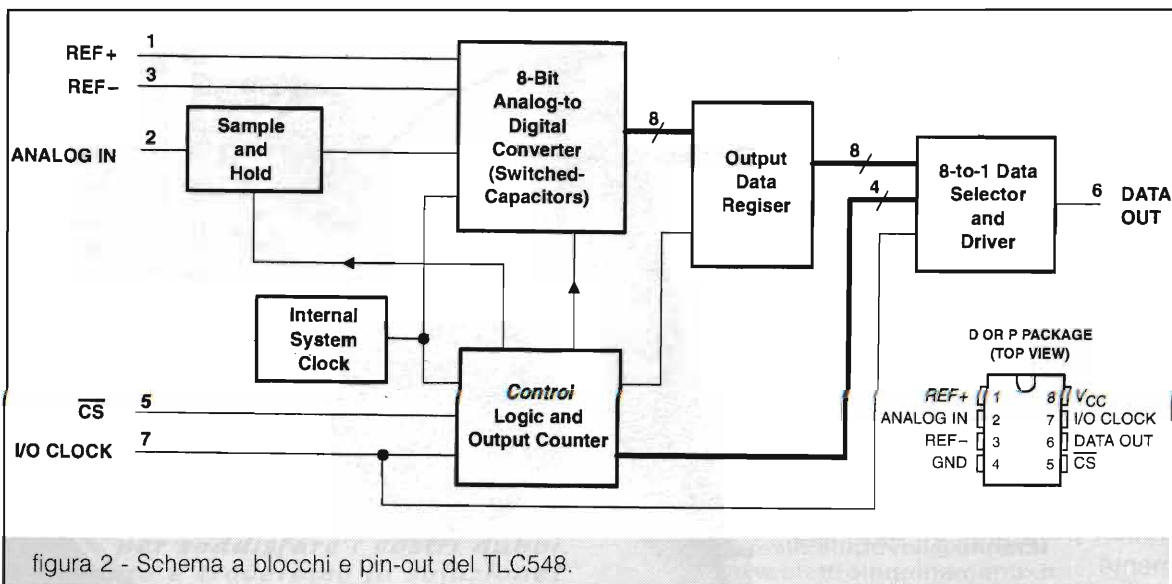 REF+ 1
REF− 3
ANALOG IN 2
Sample
and
Hold
8-Bit
Analog-to
Digital
Converter
(Switched-
Capacitors)
8
Output
Data
Regiser
8
4
8-to-1 Data
Selector
and
Driver
6 DATA
OUT
Internal
System
Clock
Control
Logic and
Output Counter
CS 5
I/O CLOCK 7
D OR P PACKAGE
(TOP VIEW)
REF+ 1 8 VCC
ANALOG IN 2 7 I/O CLOCK
REF− 3 6 DATA OUT
GND 4 5 CS
figura 2 - Schema a blocchi e pin-out del TLC548.